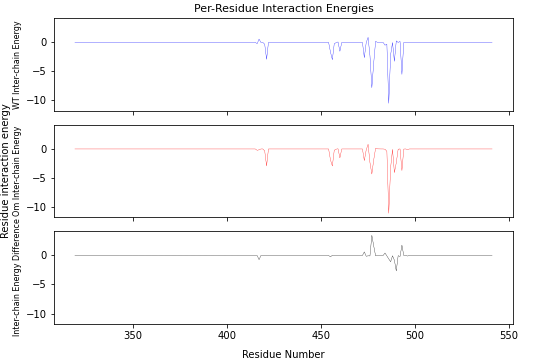 Per-Residue Interaction Energies
WT Inter-chain Energy
0
−5
−10
Residue interaction energy
Om Inter-chain Energy
0
−5
−10
Inter-chain Energy Difference
0
−5
−10
350
400
450
500
550
Residue Number